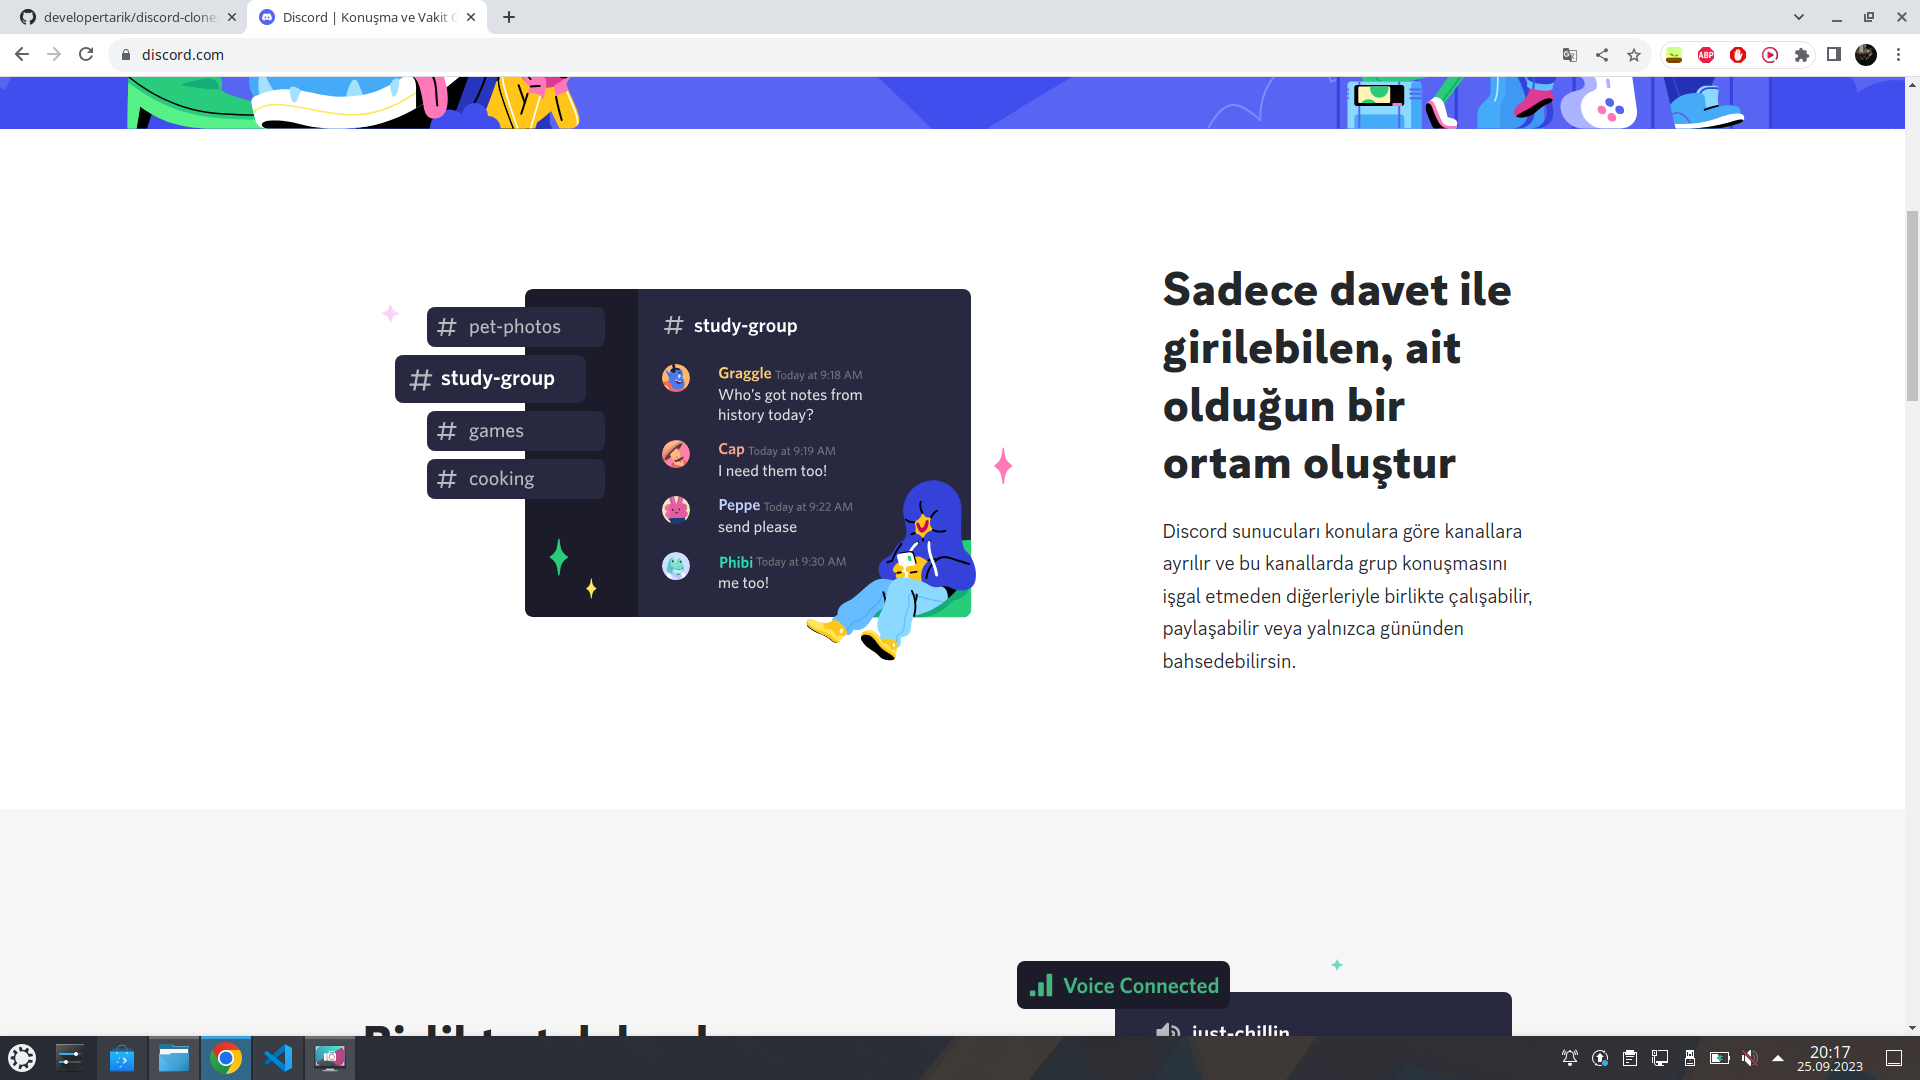 developertarik/discord-clone
Discord | Konuşma ve Vakit G
discord.com
ABP
# pet-photos
# study-group
# games
# cooking
# study-group
Graggle Today at 9:18 AM
Who's got notes from
history today?
Cap Today at 9:19 AM
I need them too!
Peppe Today at 9:22 AM
send please
Phibi Today at 9:30 AM
me too!
Sadece davet ile
girilebilen, ait
olduğun bir
ortam oluştur
Discord sunucuları konulara göre kanallara
ayrılır ve bu kanallarda grup konuşmasını
işgal etmeden diğerleriyle birlikte çalışabilir,
paylaşabilir veya yalnızca gününden
bahsedebilirsin.
Voice Connected
just-chillin
20:17
25.09.2023